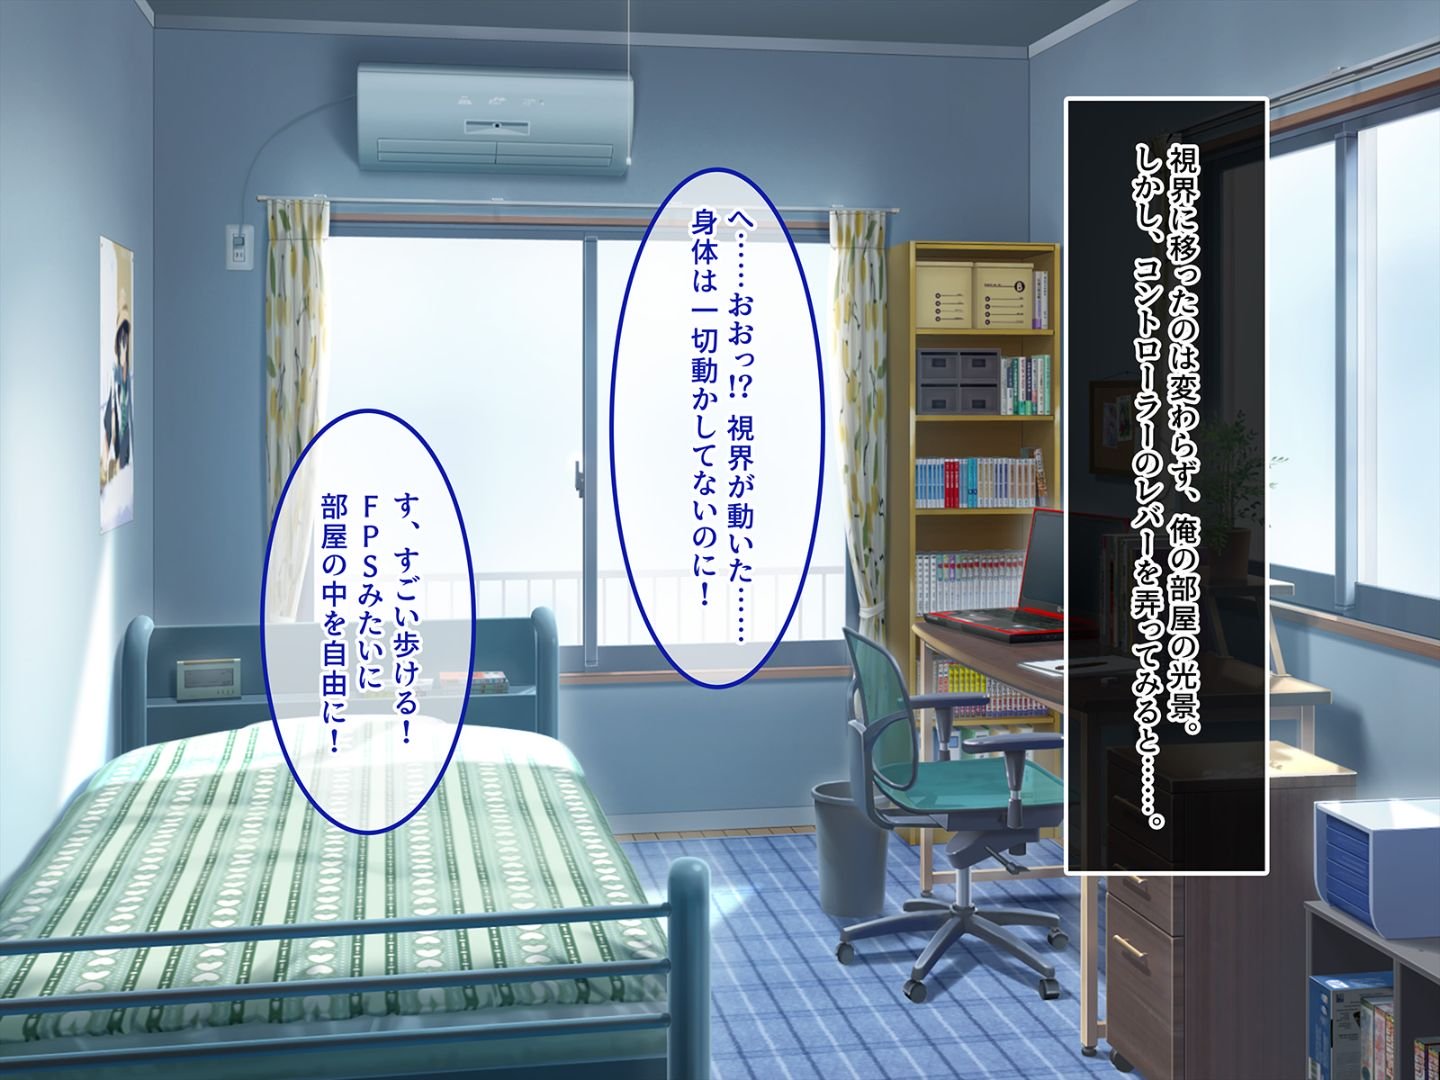 視界に移ったのは変わらず、俺の部屋の光景。
しかし、コントローラーのレバーを弄ってみると……。
へ……おおっ!? 視界が動いた……
身体は一切動かしてないのに！
す、すごい歩ける！
FPSみたいに
部屋の中を自由に！